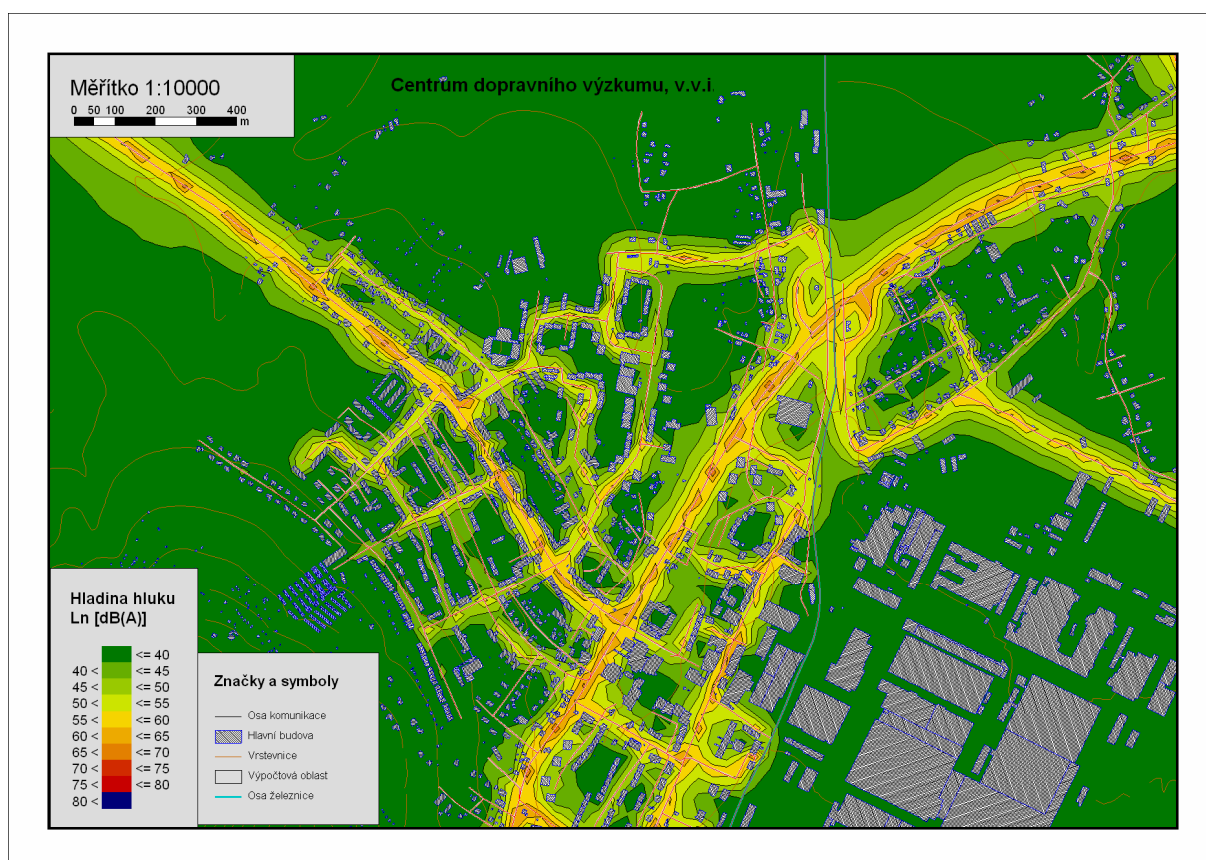 Měřítko 1:10000
0 50 100 200 300 400
m
Centrum dopravního výzkumu, v.v.i
Hladina hluku
Ln [dB(A)]
<= 40
40 < <= 45
45 < <= 50
50 < <= 55
55 < <= 60
60 < <= 65
65 < <= 70
70 < <= 75
75 < <= 80
80 <
Značky a symboly
Osa komunikace
Hlavní budova
Vrstevnice
Výpočtová oblast
Osa železnice